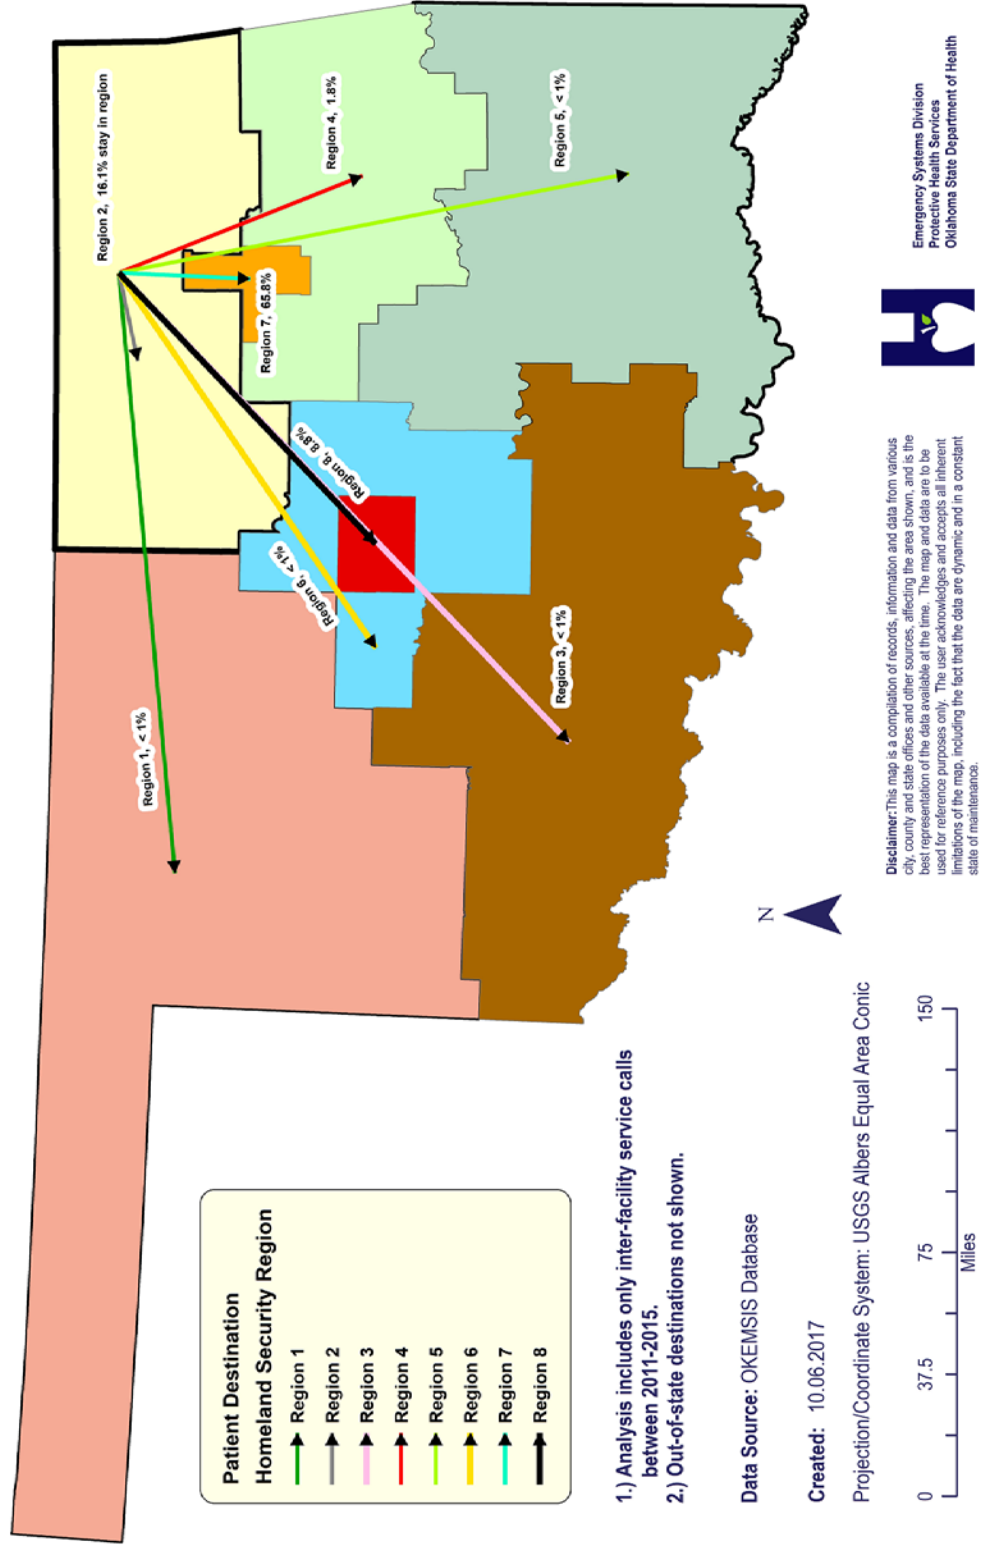 Region 2, 16.1% stay in region
Region 4, 1.8%
Region 5, < 1%
Region 7, 65.8%
Region 8, 8.8%
Region 6, < 1%
Region 3, < 1%
Region 1, < 1%
Patient Destination
Homeland Security Region
Region 1
Region 2
Region 3
Region 4
Region 5
Region 6
Region 7
Region 8
1.) Analysis includes only inter-facility service calls
between 2011-2015.
2.) Out-of-state destinations not shown.
Data Source: OKEMSIS Database
Created: 10.06.2017
Projection/Coordinate System: USGS Albers Equal Area Conic
0 37.5 75 150
Miles
N
Disclaimer:This map is a compilation of records, information and data from various
city, county and state offices and other sources, affecting the area shown, and is the
best representation of the data available at the time. The map and data are to be
used for reference purposes only. The user acknowledges and accepts all inherent
limitations of the map, including the fact that the data are dynamic and in a constant
state of maintenance.
Emergency Systems Division
Protective Health Services
Oklahoma State Department of Health